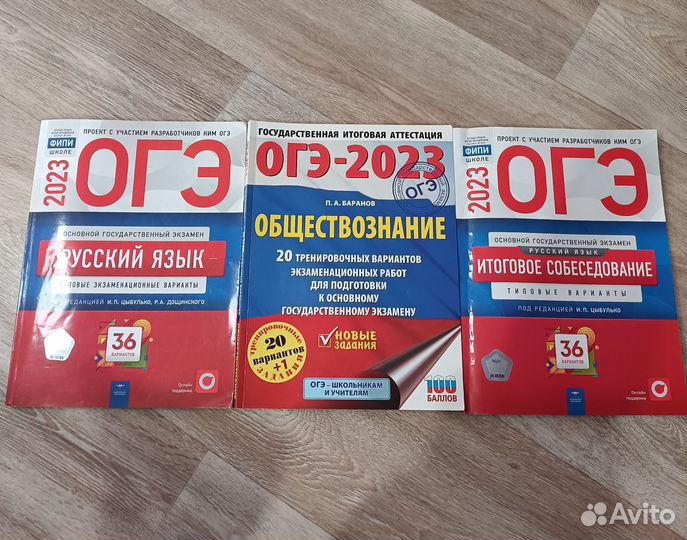 ПРОЕКТ С УЧАСТИЕМ РАЗРАБОТЧИКОВ КИМ ОГЭ
ФИПИ
ШКОЛЕ
2023
ОГЭ
ОСНОВНОЙ ГОСУДАРСТВЕННЫЙ ЭКЗАМЕН
РУССКИЙ ЯЗЫК
ТИПОВЫЕ ЭКЗАМЕНАЦИОННЫЕ ВАРИАНТЫ
ПОД РЕДАКЦИЕЙ И.П. ЦЫБУЛЬКО, Р.А. ДОЩИНСКОГО
36
ВАРИАНТОВ
Онлайн-
поддержка
ГОСУДАРСТВЕННАЯ ИТОГОВАЯ АТТЕСТАЦИЯ
ОГЭ-2023
ОГЭ
П. А. БАРАНОВ
ОБЩЕСТВОЗНАНИЕ
20 ТРЕНИРОВОЧНЫХ ВАРИАНТОВ
ЭКЗАМЕНАЦИОННЫХ РАБОТ
ДЛЯ ПОДГОТОВКИ
К ОСНОВНОМУ
ГОСУДАРСТВЕННОМУ ЭКЗАМЕНУ
тренировочные
20
вариантов
+
ЗАДАНИЯ
НОВЫЕ
ЗАДАНИЯ
ОГЭ - ШКОЛЬНИКАМ
И УЧИТЕЛЯМ
100
БАЛЛОВ
ПРОЕКТ С УЧАСТИЕМ РАЗРАБОТЧИКОВ КИМ ОГЭ
ФИПИ
ШКОЛЕ
2023
ОГЭ
ОСНОВНОЙ ГОСУДАРСТВЕННЫЙ ЭКЗАМЕН
РУССКИЙ ЯЗЫК
ИТОГОВОЕ СОБЕСЕДОВАНИЕ
ТИПОВЫЕ ВАРИАНТЫ
ПОД РЕДАКЦИЕЙ И.П. ЦЫБУЛЬКО
36
ВАРИАНТОВ
Онлайн-
поддержка
Avito